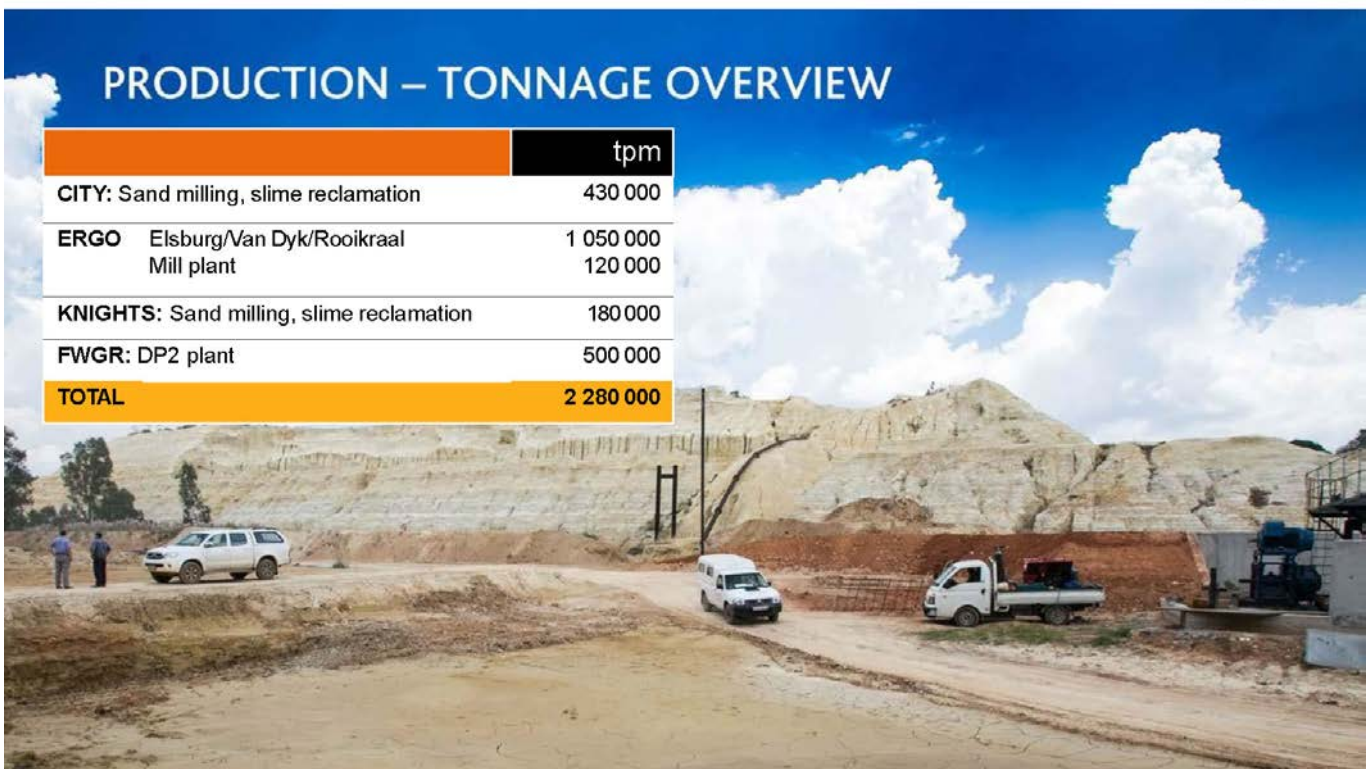 PRODUCTION – TONNAGE OVERVIEW
tpm
CITY: Sand milling, slime reclamation 430 000
ERGO Elsburg/Van Dyk/Rooikraal 1 050 000
Mill plant 120 000
KNIGHTS: Sand milling, slime reclamation 180 000
FWGR: DP2 plant 500 000
TOTAL 2 280 000